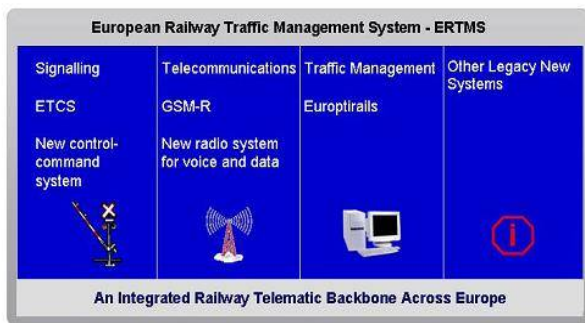 European Railway Traffic Management System - ERTMS
Signalling
ETCS
New control-
command
system
Telecommunications
GSM-R
New radio system
for voice and data
Traffic Management
Europtirails
Other Legacy New
Systems
An Integrated Railway Telematic Backbone Across Europe